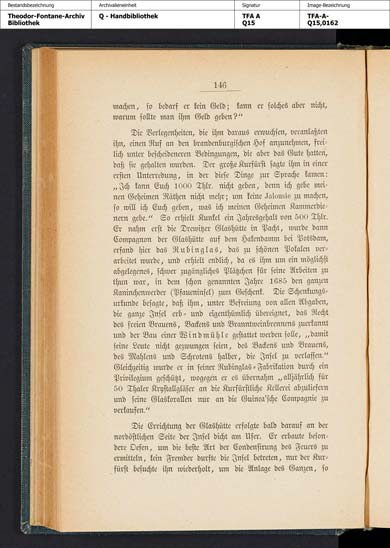 Bestandsbezeichnung
Archivalieneinheit
Signatur
Image-Bezeichnung
Theodor-Fontane-Archiv
Bibliothek
Q - Handbibliothek
TFA A
Q15
TFA-A-
Q15,0162
146
machen, so bedarf er kein Geld; kann er solches aber nicht,
warum sollte man ihm Geld geben?“
Die Verlegenheiten, die ihm daraus erwuchsen, veranlaßten
ihn, einen Ruf an den brandenburgischen Hof anzunehmen, frei-
lich unter bescheideneren Bedingungen, die aber das Gute hatten,
daß sie gehalten wurden. Der große Kurfürst sagte ihm in einer
ersten Unterredung, in der diese Dinge zur Sprache kamen:
„Ich kann Euch 1000 Thlr. nicht geben, denn ich gebe mei-
nen Geheimen Räthen nicht mehr; um keine Jalousie zu machen,
so will ich Euch geben, was ich meinen Geheimen Kammerdie-
nern gebe.“ So erhielt Kunkel ein Jahresgehalt von 500 Thlr.
Er nahm erst die Drewitzer Glashütte in Pacht, wurde dann
Compagnon der Glashütte auf dem Hakendamm bei Potsdam,
erfand hier das Rubinglas, das zu schönen Pokalen ver-
arbeitet wurde, und erhielt endlich, da es ihm um ein möglichst
abgelegenes, schwer zugängliches Plätzchen für seine Arbeiten zu
thun war, in dem schon genannten Jahre 1685 den ganzen
Kaninchenwerder (Pfaueninsel) zum Geschenk. Die Schenkungs-
urkunde besagte, daß ihm, unter Befreiung von allen Abgaben,
die ganze Insel erb- und eigenthümlich übereignet, das Recht
des freien Brauens, Backens und Branntweinbrennens zuerkannt
und der Bau einer Windmühle gestattet werden solle, „damit
seine Leute nicht gezwungen seien, des Backens und Brauens,
des Mahlens und Schrotens halber, die Insel zu verlassen.“
Gleichzeitig wurde er in seiner Rubinglas-Fabrikation durch ein
Privilegium geschützt, wogegen er es übernahm „alljährlich für
50 Thaler Krystallgläser an die Kurfürstliche Kellerei abzuliefern
und seine Glaskorallen nur an die Guinea'sche Compagnie zu
verkaufen.“
Die Errichtung der Glashütte erfolgte bald darauf an der
nordöstlichen Seite der Insel dicht am Ufer. Er erbaute beson-
dere Oefen, um die beste Art der Condensirung des Feuers zu
ermitteln, kein Fremder durfte die Insel betreten, nur der Kur-
fürst besuchte ihn wiederholt, um die Anlage des Ganzen, so